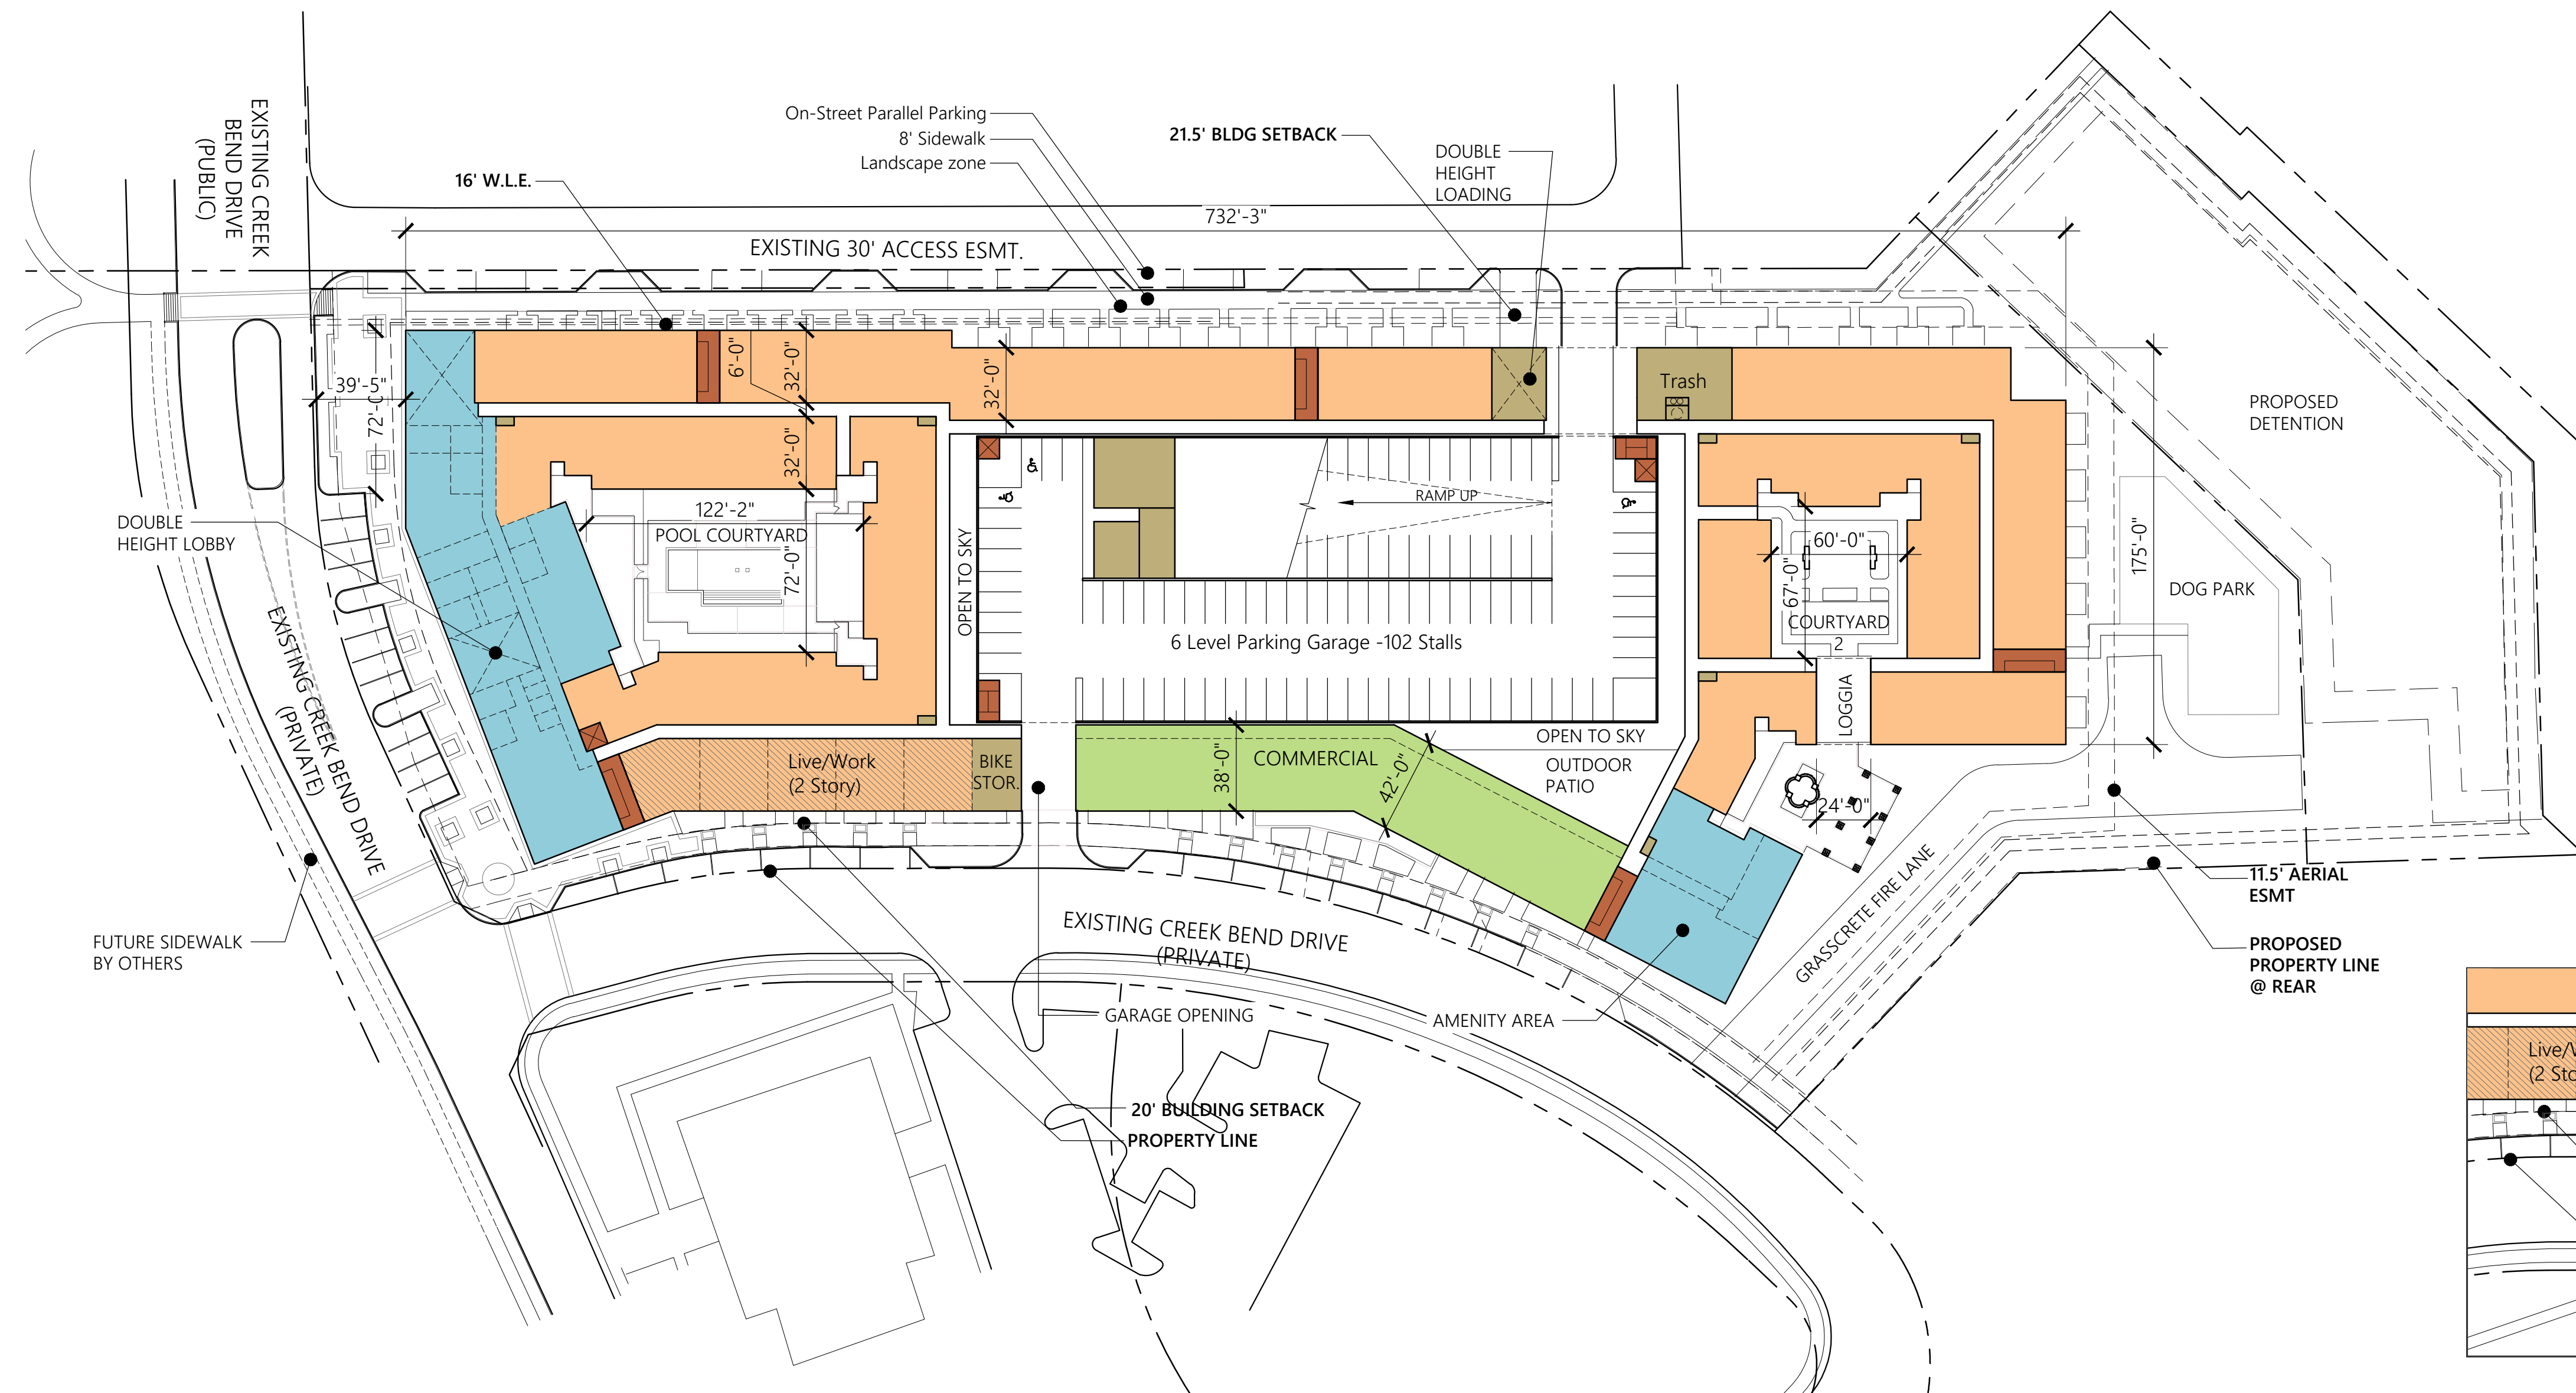 EXISTING CREEK
BEND DRIVE
(PUBLIC)
On-Street Parallel Parking
8' Sidewalk
Landscape zone
16' W.L.E.
21.5' BLDG SETBACK
DOUBLE
HEIGHT
LOADING
732'-3"
EXISTING 30' ACCESS ESMT.
39'-5"
72'-0"
6'-0"
32'-0"
32'-0"
32'-0"
Trash
PROPOSED
DETENTION
DOUBLE
HEIGHT LOBBY
122'-2"
POOL COURTYARD
72'-0"
OPEN TO SKY
RAMP UP
6 Level Parking Garage -102 Stalls
60'-0"
67'-0"
COURTYARD
2
LOGGIA
175'-0"
DOG PARK
EXISTING CREEK BEND DRIVE
(PRIVATE)
Live/Work
(2 Story)
BIKE
STOR.
38'-0"
COMMERCIAL
42'-0"
OPEN TO SKY
OUTDOOR
PATIO
24'-0"
GRASSCRETE FIRE LANE
11.5' AERIAL
ESMT
FUTURE SIDEWALK
BY OTHERS
EXISTING CREEK BEND DRIVE
(PRIVATE)
PROPOSED
PROPERTY LINE
@ REAR
GARAGE OPENING
AMENITY AREA
20' BUILDING SETBACK
PROPERTY LINE
(2 Sto